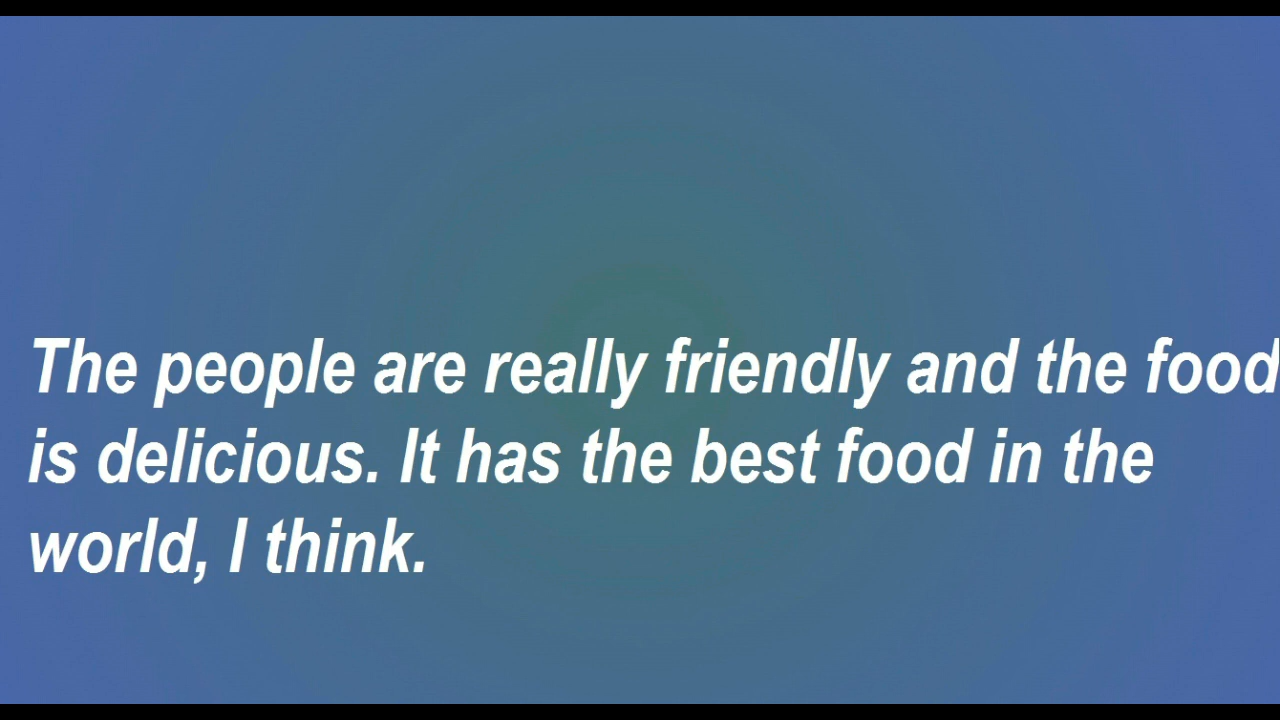 The people are really friendly and the food
is delicious. It has the best food in the
world, I think.